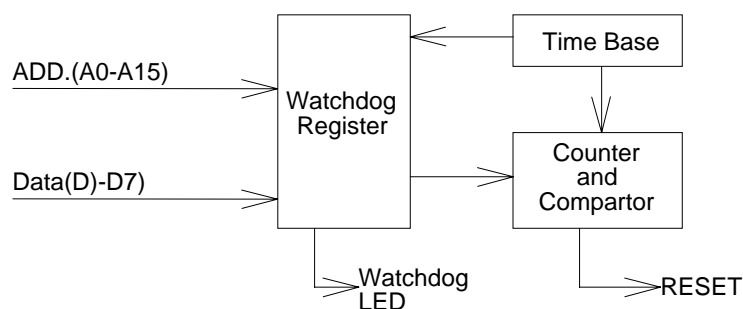 Time Base
ADD.(A0-A15)
Watchdog
Register
Counter
and
Compartor
Data(D)-D7)
Watchdog
LED
RESET